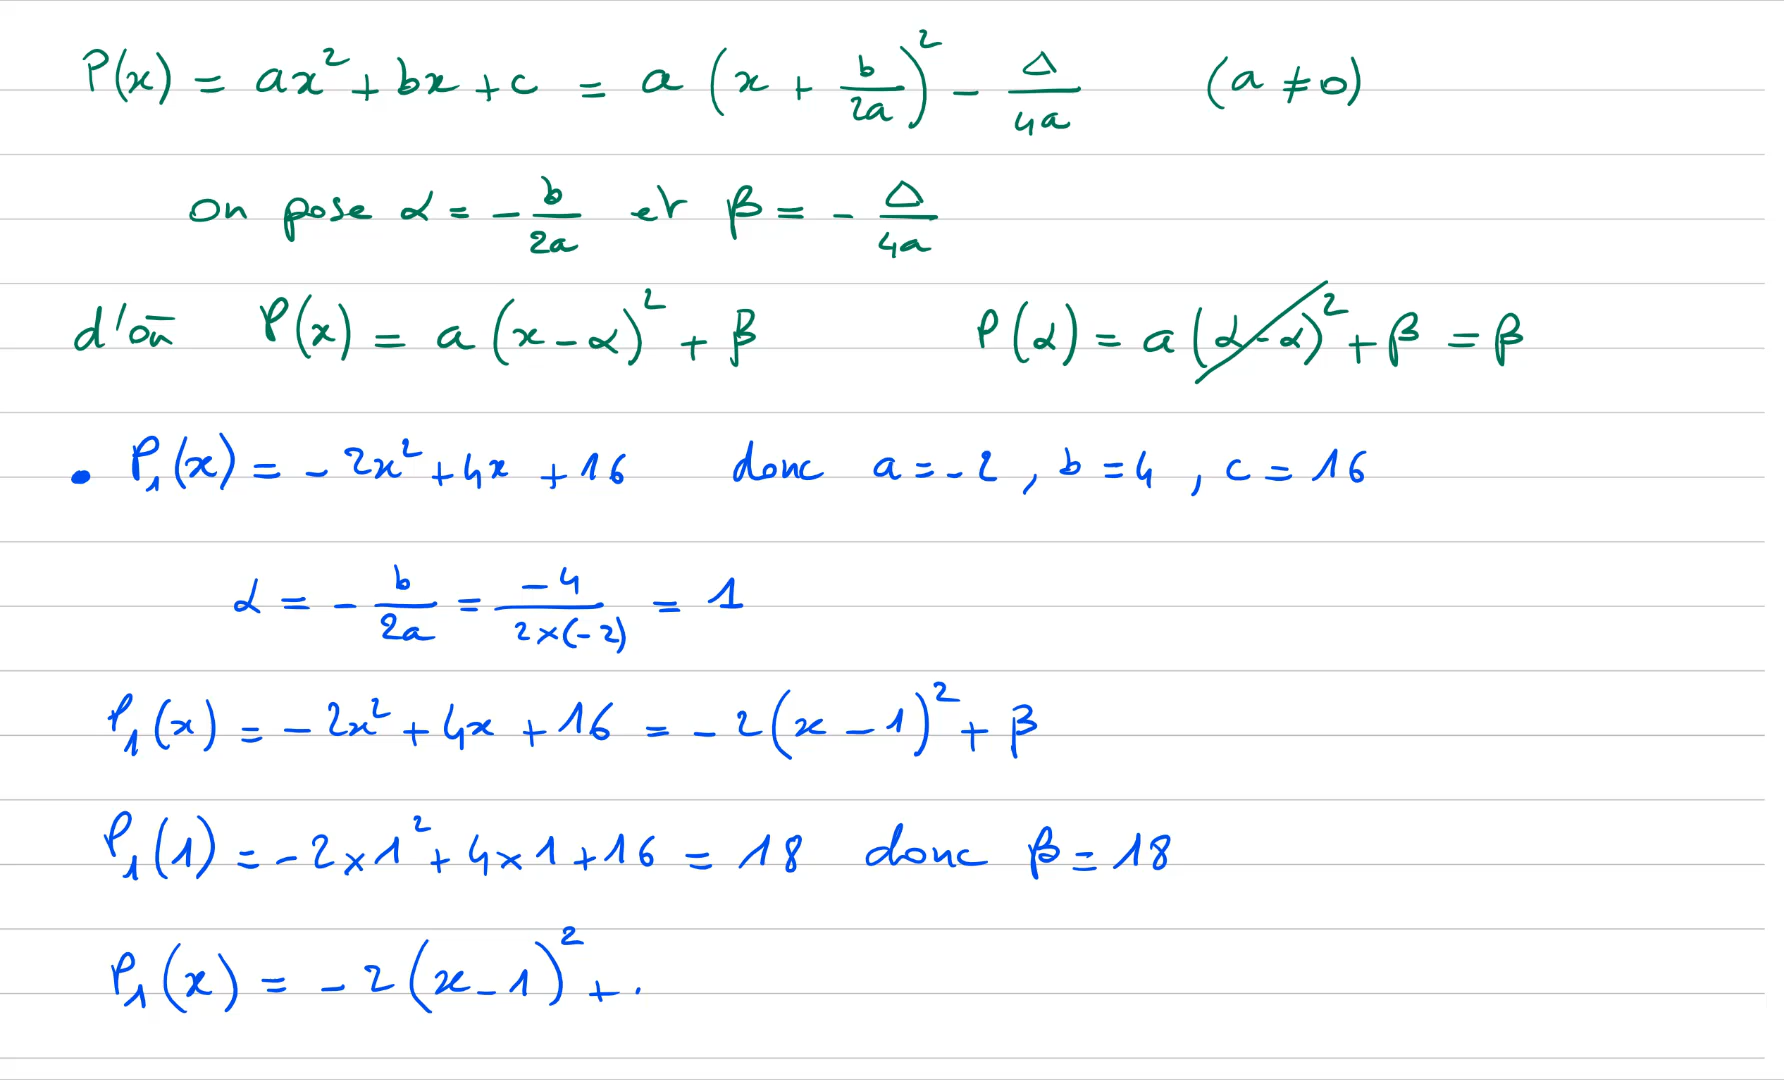 P(x) = ax² + bx + c = a (x + b/2a)² - Δ/4a (a ≠ 0)
on pose α = - b/2a et β = - Δ/4a
d'où P(x) = a (x - α)² + β P(α) = a (α - α)² + β = β
• P₁(x) = - 2x² + 4x + 16 donc a = - 2 , b = 4 , c = 16
α = - b/2a = -4/2×(-2) = 1
P₁(x) = - 2x² + 4x + 16 = - 2 (x - 1)² + β
P₁(1) = - 2×1² + 4×1 + 16 = 18 donc β = 18
P₁(x) = - 2 (x - 1)² + .